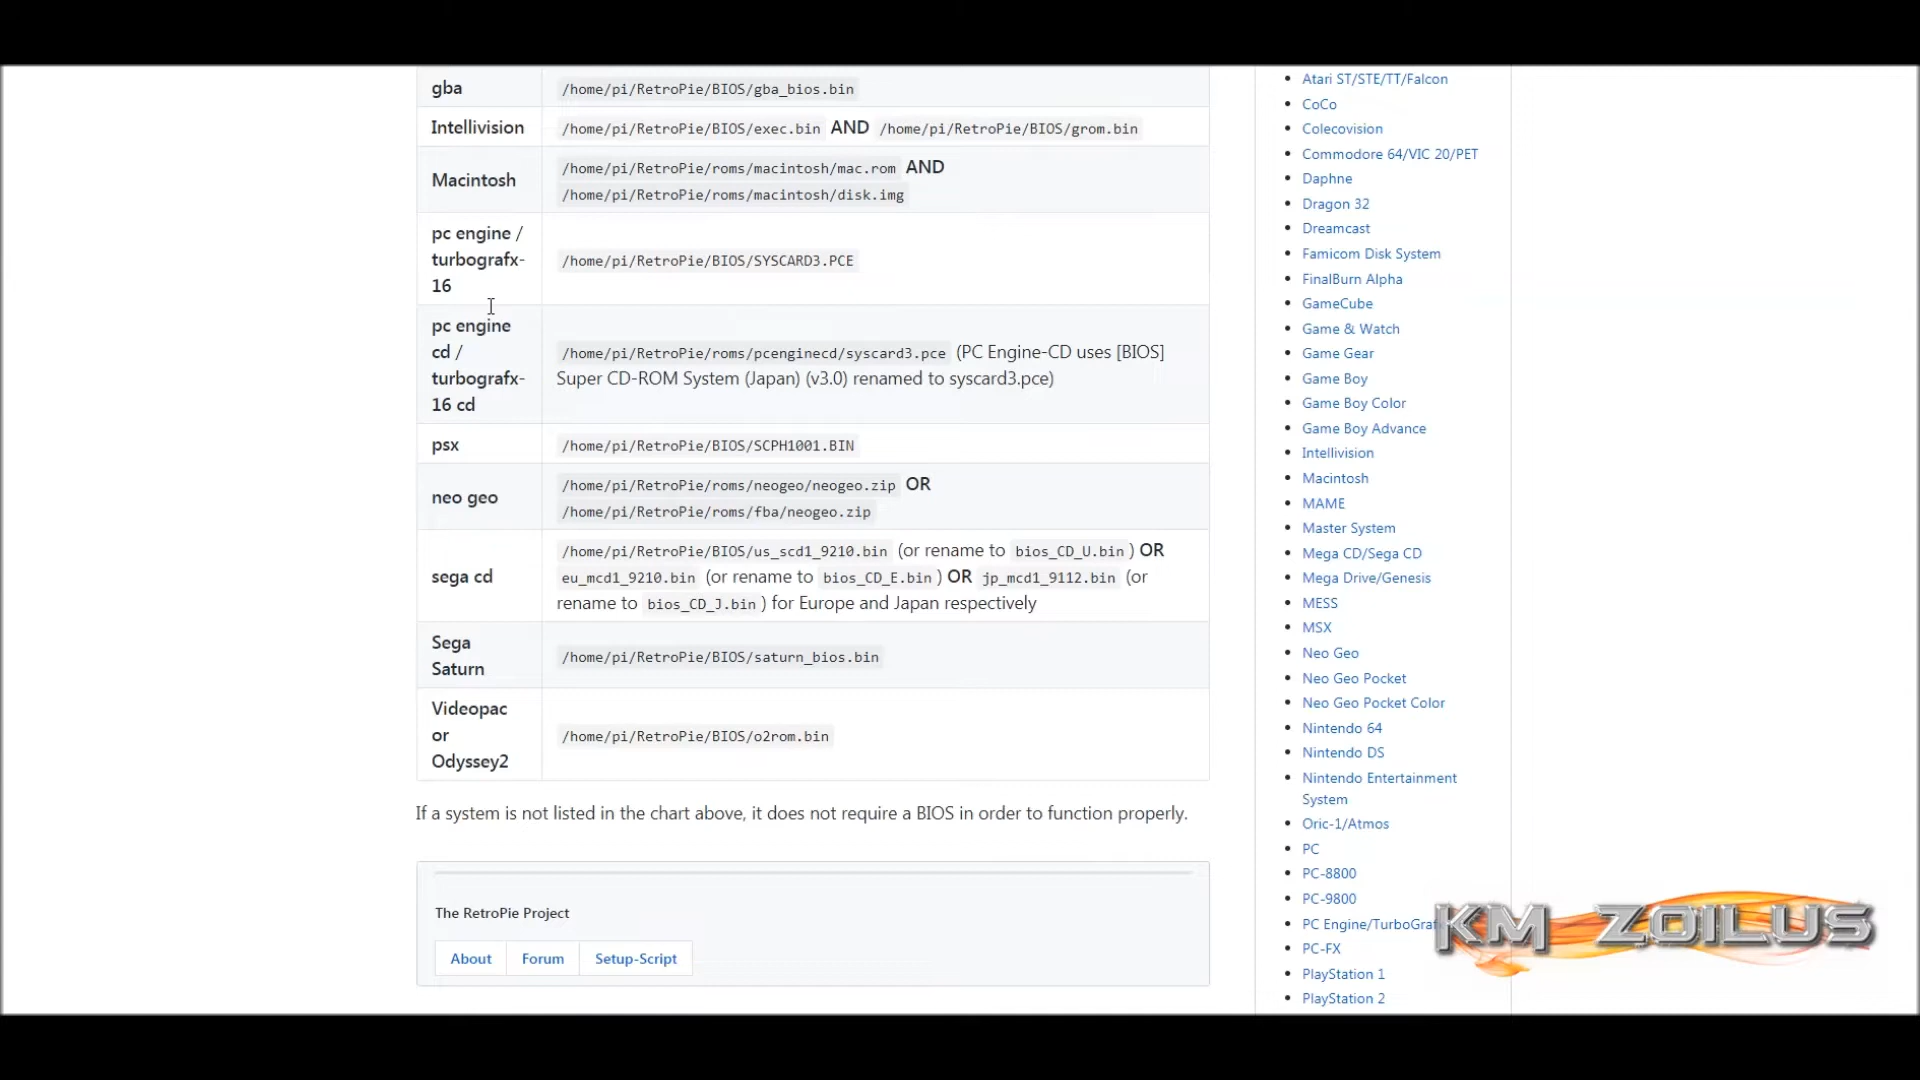 gba /home/pi/RetroPie/BIOS/gba_bios.bin
Intellivision /home/pi/RetroPie/BIOS/exec.bin AND /home/pi/RetroPie/BIOS/grom.bin
Macintosh /home/pi/RetroPie/roms/macintosh/mac.rom AND
/home/pi/RetroPie/roms/macintosh/disk.img
pc engine /
turbografx-
16
/home/pi/RetroPie/BIOS/SYSCARD3.PCE
pc engine
cd /
turbografx-
16 cd
/home/pi/RetroPie/roms/pcenginecd/syscard3.pce (PC Engine-CD uses [BIOS]
Super CD-ROM System (Japan) (v3.0) renamed to syscard3.pce)
psx /home/pi/RetroPie/BIOS/SCPH1001.BIN
neo geo /home/pi/RetroPie/roms/neogeo/neogeo.zip OR
/home/pi/RetroPie/roms/fba/neogeo.zip
sega cd
/home/pi/RetroPie/BIOS/us_scd1_9210.bin (or rename to bios_CD_U.bin ) OR
eu_mcd1_9210.bin (or rename to bios_CD_E.bin ) OR jp_mcd1_9112.bin (or
rename to bios_CD_J.bin ) for Europe and Japan respectively
Sega
Saturn
/home/pi/RetroPie/BIOS/saturn_bios.bin
Videopac
or
Odyssey2
/home/pi/RetroPie/BIOS/o2rom.bin
If a system is not listed in the chart above, it does not require a BIOS in order to function properly.
The RetroPie Project
About Forum Setup-Script
Atari ST/STE/TT/Falcon
CoCo
Colecovision
Commodore 64/VIC 20/PET
Daphne
Dragon 32
Dreamcast
Famicom Disk System
FinalBurn Alpha
GameCube
Game & Watch
Game Gear
Game Boy
Game Boy Color
Game Boy Advance
Intellivision
Macintosh
MAME
Master System
Mega CD/Sega CD
Mega Drive/Genesis
MESS
MSX
Neo Geo
Neo Geo Pocket
Neo Geo Pocket Color
Nintendo 64
Nintendo DS
Nintendo Entertainment
System
Oric-1/Atmos
PC
PC-8800
PC-9800
PC Engine/TurboGraf
PC-FX
PlayStation 1
PlayStation 2
KM ZOILUS